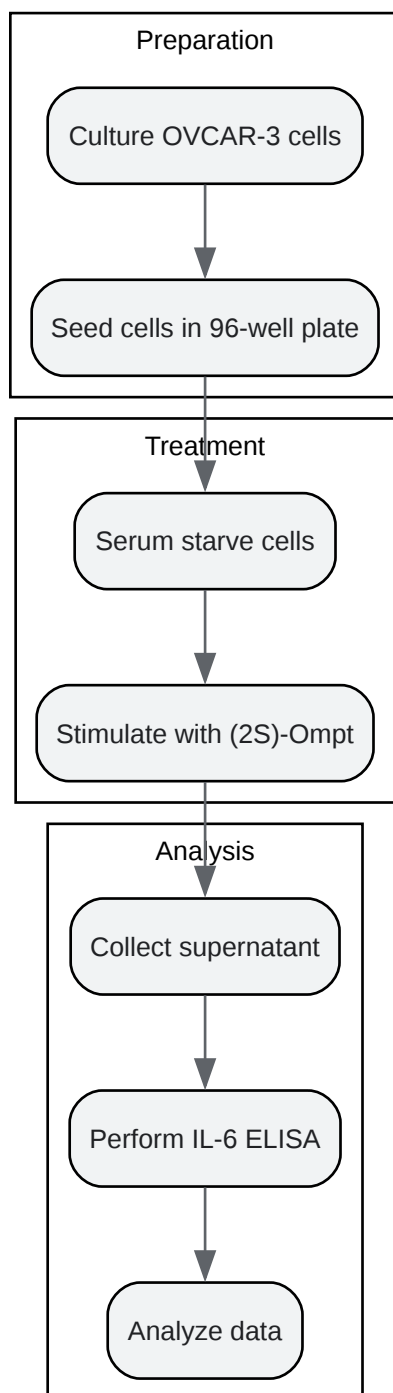 Preparation
Culture OVCAR-3 cells
Seed cells in 96-well plate
Treatment
Serum starve cells
Stimulate with (2S)-Ompt
Analysis
Collect supernatant
Perform IL-6 ELISA
Analyze data